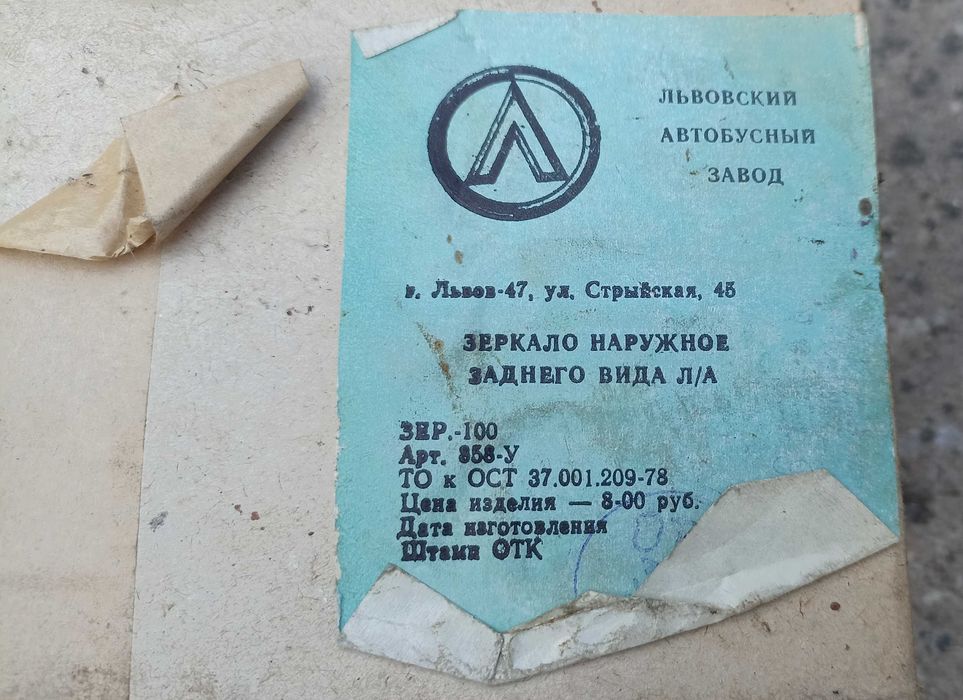 ЛЬВОВСКИЙ
АВТОБУСНЫЙ
ЗАВОД
г. Львов-47, ул. Стрыйская, 45
ЗЕРКАЛО НАРУЖНОЕ
ЗАДНЕГО ВИДА Л/А
ЗЕР.-100
Арт. 858-У
ТО к ОСТ 37.001.209-78
Цена изделия — 8-00 руб.
Дата изготовления
Штамп ОТК